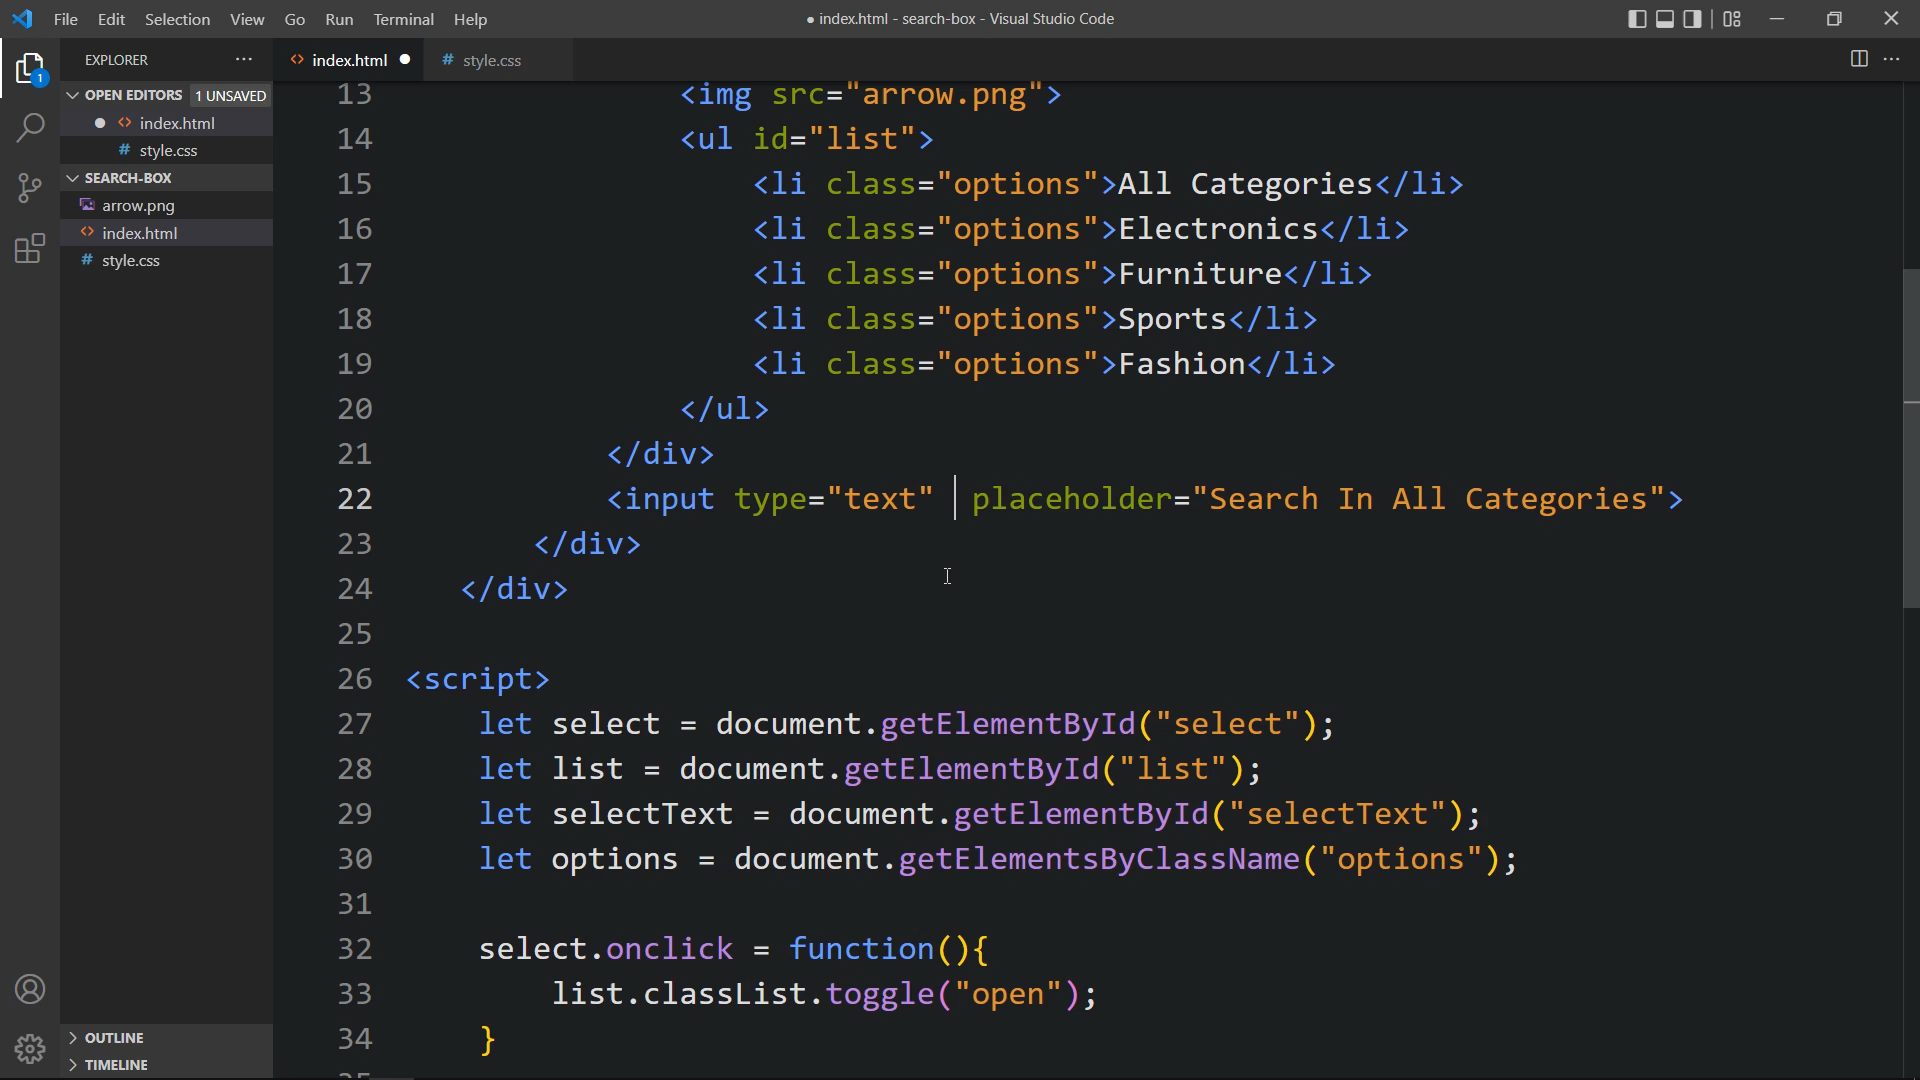 File Edit Selection View Go Run Terminal Help
● index.html - search-box - Visual Studio Code
EXPLORER ···
index.html ●
# style.css
OPEN EDITORS 1 UNSAVED
● <> index.html
# style.css
SEARCH-BOX
arrow.png
<> index.html
# style.css
OUTLINE
TIMELINE
1
13 <img src="arrow.png">
14 <ul id="list">
15 <li class="options">All Categories</li>
16 <li class="options">Electronics</li>
17 <li class="options">Furniture</li>
18 <li class="options">Sports</li>
19 <li class="options">Fashion</li>
20 </ul>
21 </div>
22 <input type="text"  placeholder="Search In All Categories">
23 </div>
24 </div>
25
26 <script>
27 let select = document.getElementById("select");
28 let list = document.getElementById("list");
29 let selectText = document.getElementById("selectText");
30 let options = document.getElementsByClassName("options");
31
32 select.onclick = function(){
33 list.classList.toggle("open");
34 }